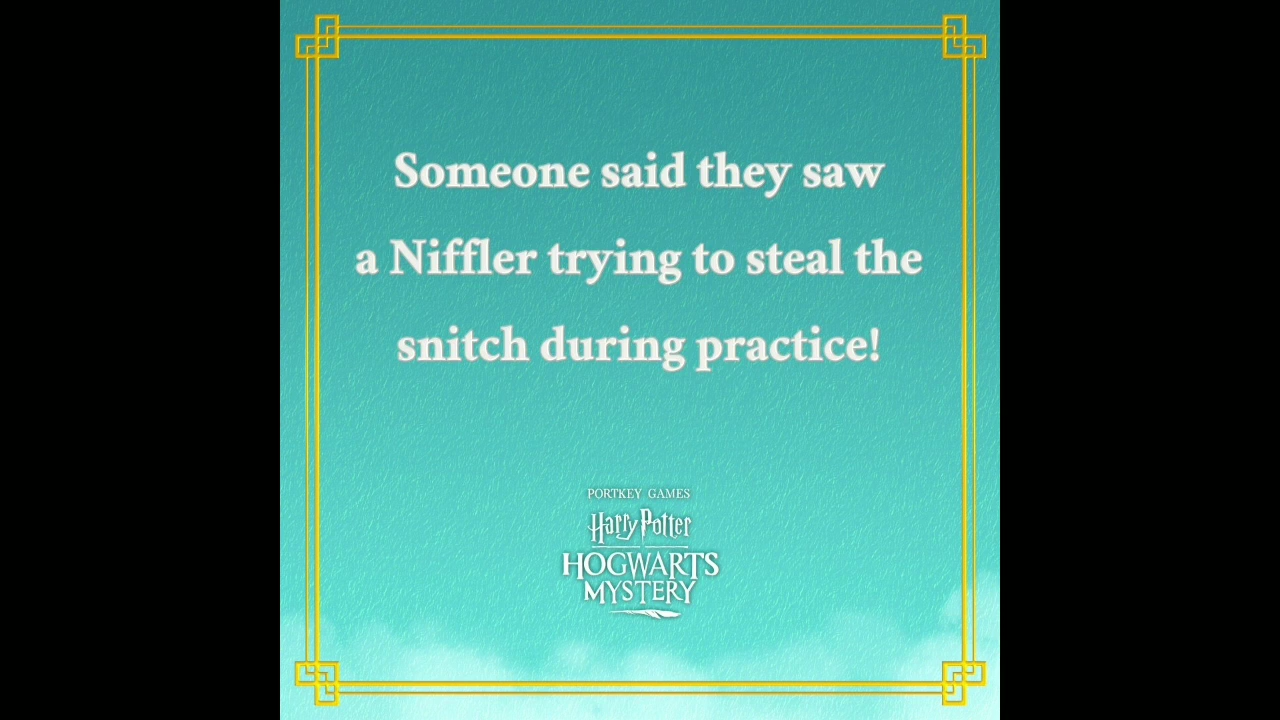 Someone said they saw
a Niffler trying to steal the
snitch during practice!
PORTKEY GAMES
Harry Potter
HOGWARTS
MYSTERY